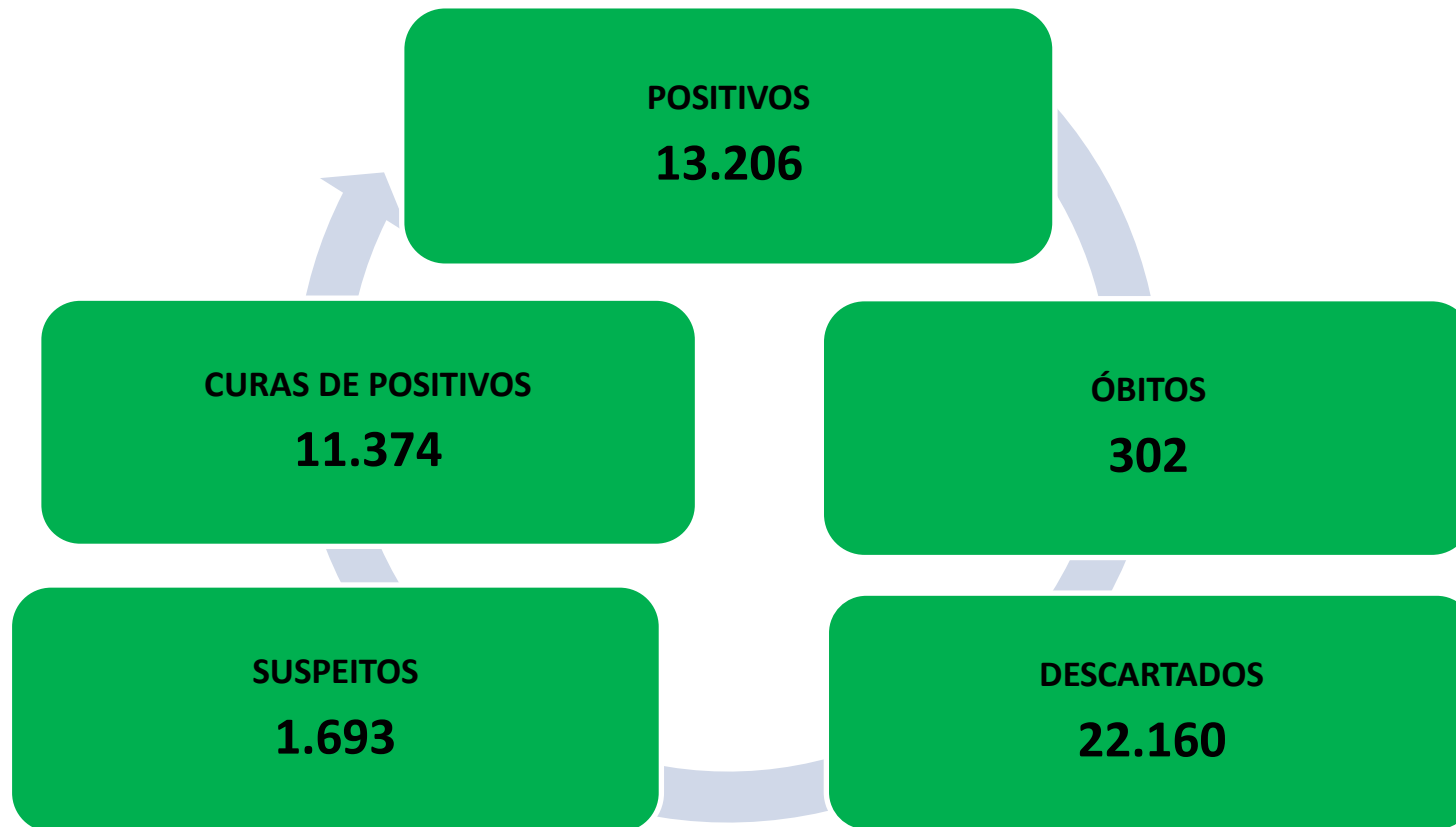 POSITIVOS
13.206
CURAS DE POSITIVOS
11.374
ÓBITOS
302
SUSPEITOS
1.693
DESCARTADOS
22.160